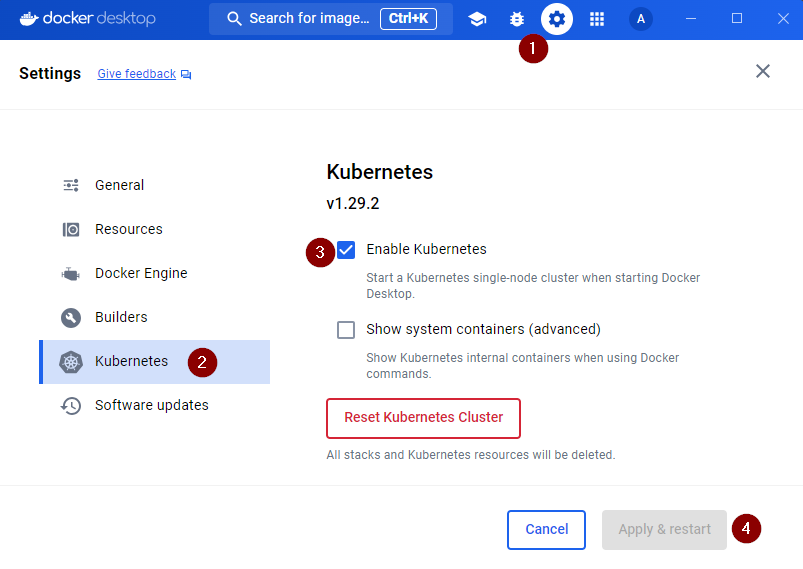 docker desktop
Search for image... Ctrl+K
A
1
Settings
Give feedback
General
Resources
Docker Engine
Builders
Kubernetes
2
Software updates
Kubernetes
v1.29.2
3
Enable Kubernetes
Start a Kubernetes single-node cluster when starting Docker
Desktop.
Show system containers (advanced)
Show Kubernetes internal containers when using Docker
commands.
Reset Kubernetes Cluster
All stacks and Kubernetes resources will be deleted.
Cancel
Apply & restart
4